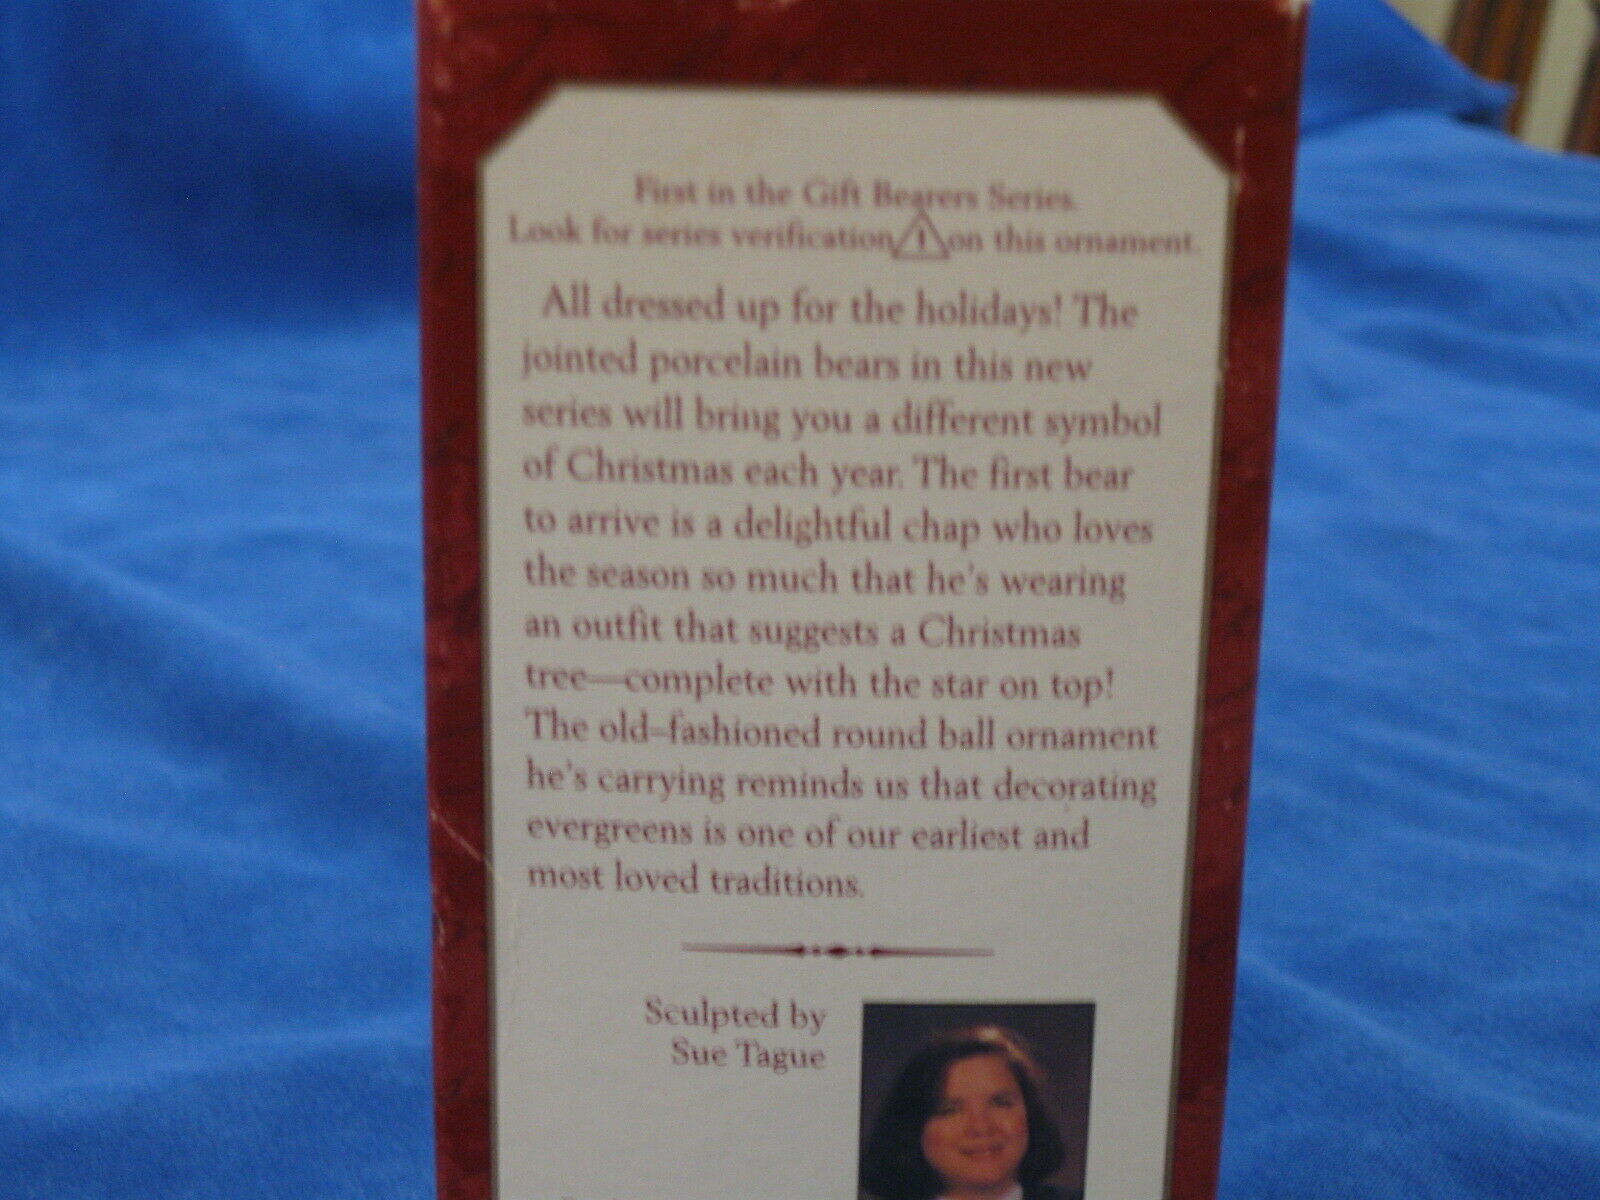 First in the Gift Bearers Series.
Look for series verification 1 on this ornament.
All dressed up for the holidays! The
jointed porcelain bears in this new
series will bring you a different symbol
of Christmas each year. The first bear
to arrive is a delightful chap who loves
the season so much that he's wearing
an outfit that suggests a Christmas
tree—complete with the star on top!
The old-fashioned round ball ornament
he's carrying reminds us that decorating
evergreens is one of our earliest and
most loved traditions.
Sculpted by
Sue Tague